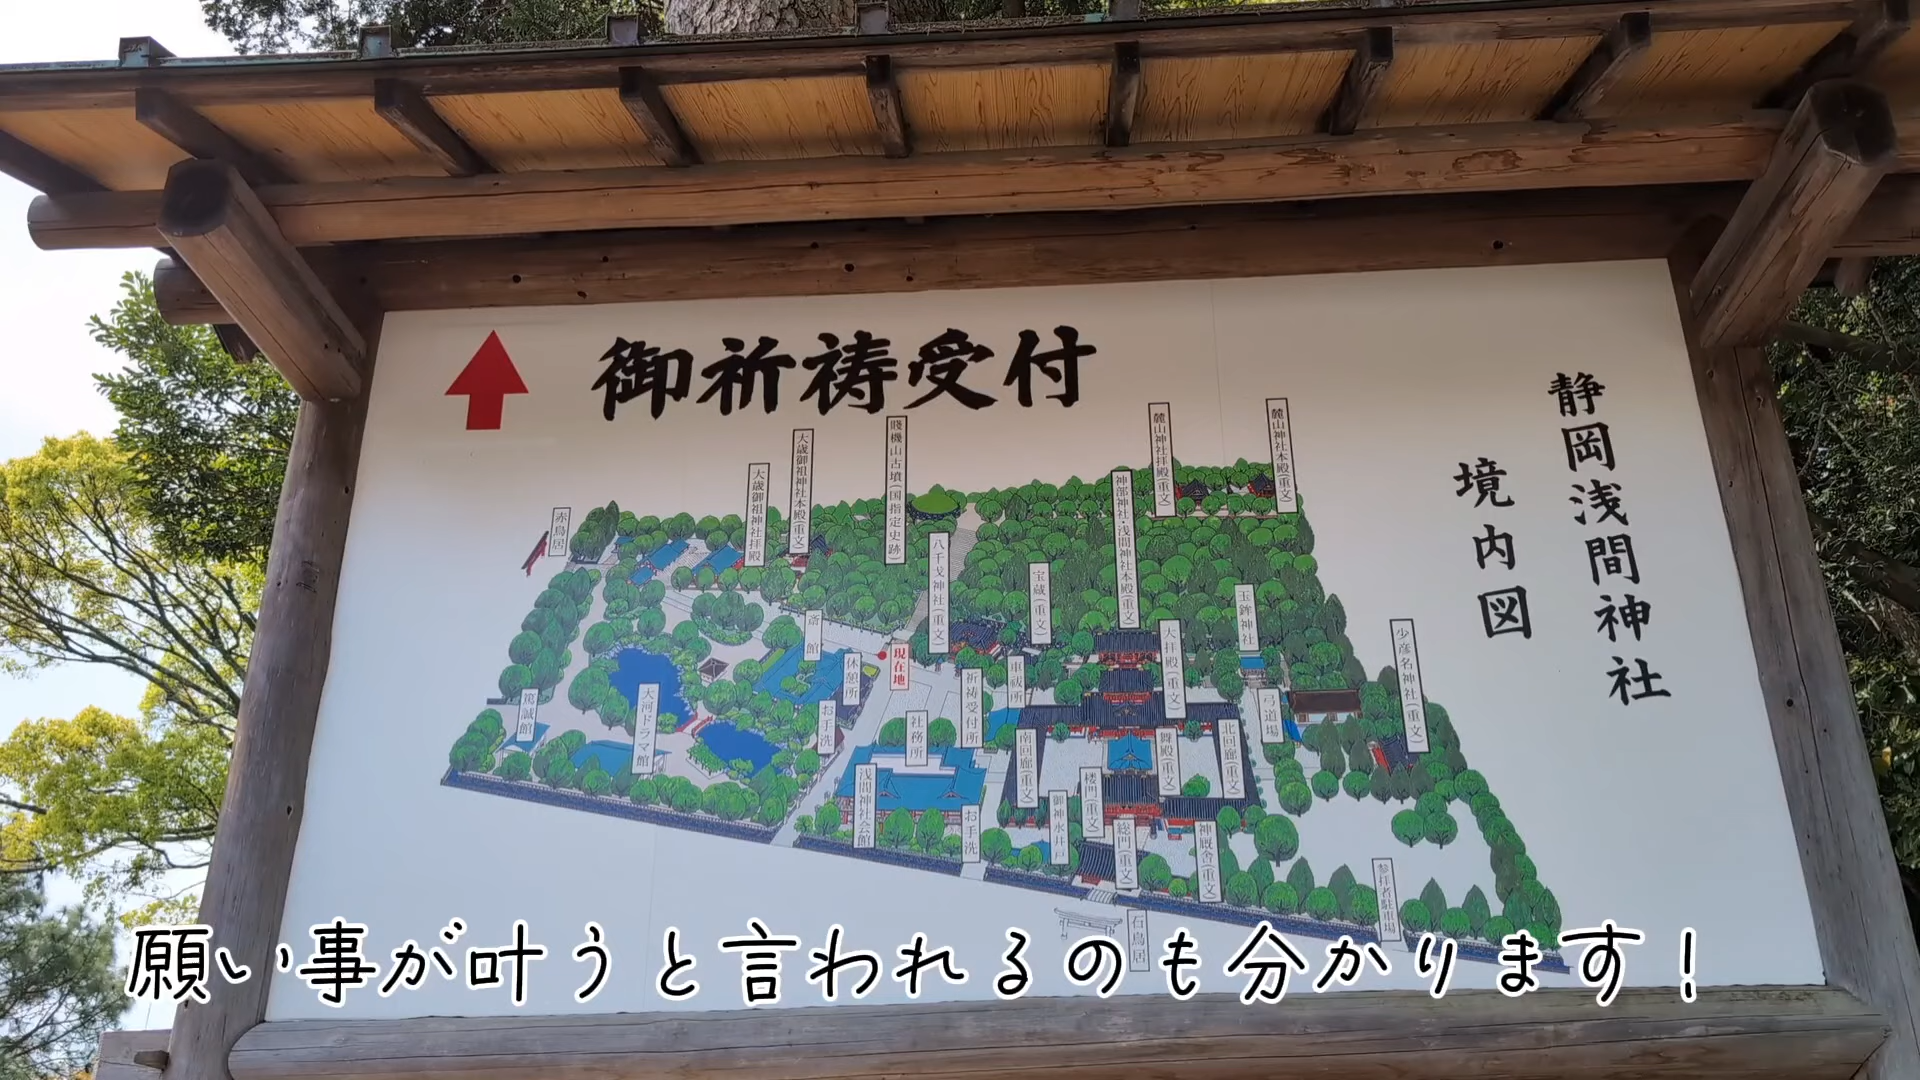 御祈祷受付
静岡浅間神社
境内図
麓山神社本殿(重文)
麓山神社拝殿(重文)
賤機山古墳(国指定史跡)
大歳御祖神社本殿(重文)
大歳御祖神社拝殿
赤鳥居
神部神社・浅間神社本殿(重文)
八千戈神社(重文)
宝蔵(重文)
玉鉾神社
少彦名神社(重文)
大拝殿(重文)
斎館
休憩所
現在地
車祓所
祈祷受付所
弓道場
篤誠館
大河ドラマ館
お手洗
社務所
南回廊(重文)
舞殿(重文)
北回廊(重文)
浅間神社会館
お手洗
楼門(重文)
御神水井戸
総門(重文)
神厩舎(重文)
参拝者駐車場
石鳥居
願い事が叶うと言われるのも分かります！